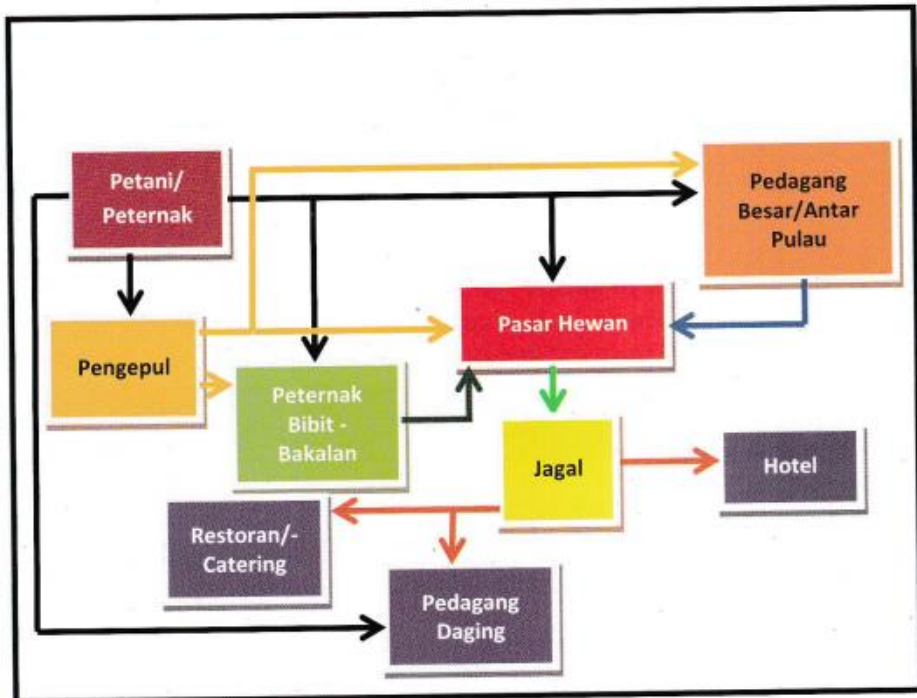 Petani/
Peternak
Pedagang
Besar/Antar
Pulau
Pasar Hewan
Pengepul
Peternak
Bibit -
Bakalan
Jagal
Hotel
Restoran/-
Catering
Pedagang
Daging